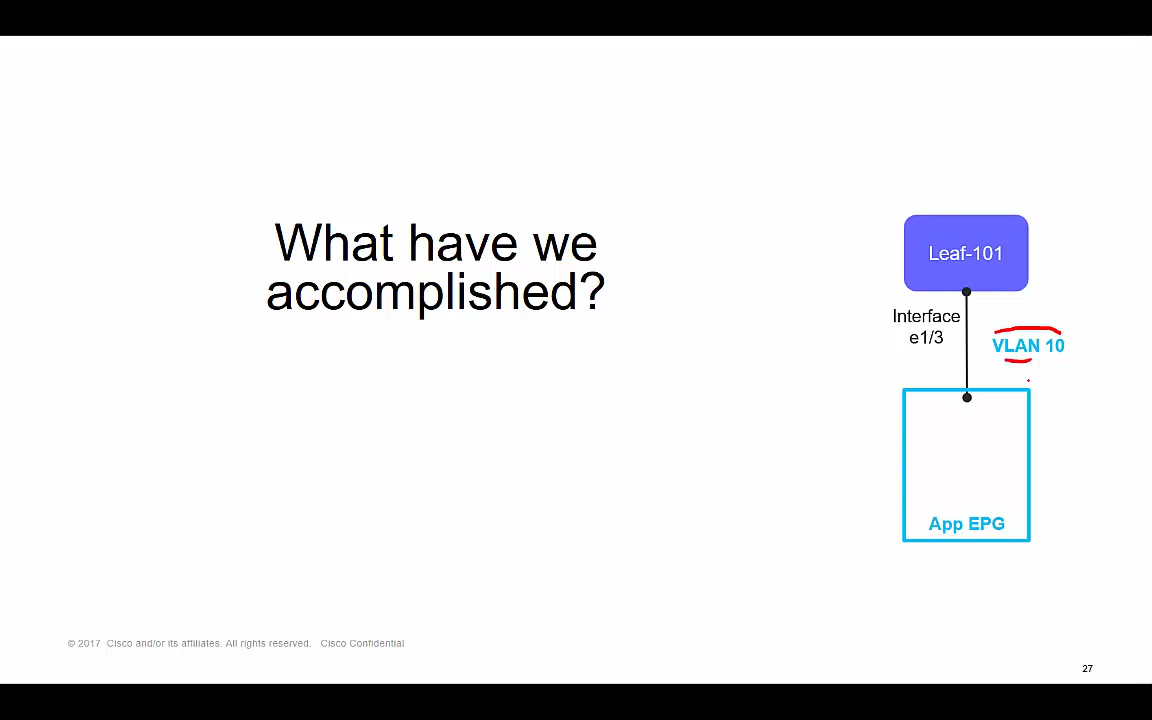 What have we
accomplished?
Leaf-101
Interface
e1/3
VLAN 10
App EPG
© 2017 Cisco and/or its affiliates. All rights reserved. Cisco Confidential
27